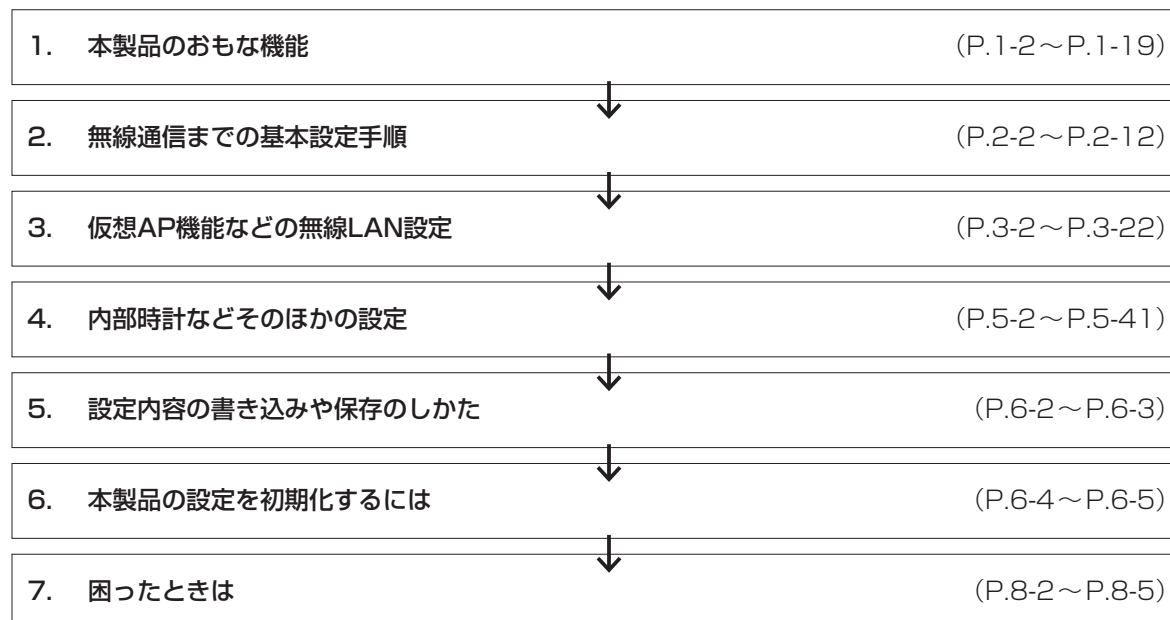 1. 本製品のおもな機能 (P.1-2～P.1-19)
2. 無線通信までの基本設定手順 (P.2-2～P.2-12)
3. 仮想AP機能などの無線LAN設定 (P.3-2～P.3-22)
4. 内部時計などそのほかの設定 (P.5-2～P.5-41)
5. 設定内容の書き込みや保存のしかた (P.6-2～P.6-3)
6. 本製品の設定を初期化するには (P.6-4～P.6-5)
7. 困ったときは (P.8-2～P.8-5)